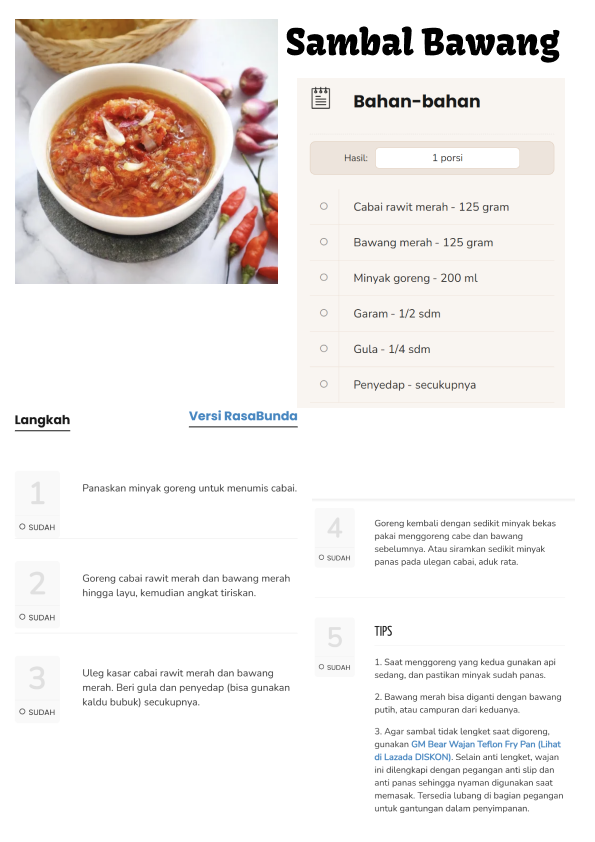 Sambal Bawang
Bahan-bahan
Hasil:
1 porsi
Cabai rawit merah - 125 gram
Bawang merah - 125 gram
Minyak goreng - 200 ml
Garam - 1/2 sdm
Gula - 1/4 sdm
Penyedap - secukupnya
Langkah
Versi RasaBunda
1
SUDAH
Panaskan minyak goreng untuk menumis cabai.
2
SUDAH
Goreng cabai rawit merah dan bawang merah
hingga layu, kemudian angkat tiriskan.
3
SUDAH
Uleg kasar cabai rawit merah dan bawang
merah. Beri gula dan penyedap (bisa gunakan
kaldu bubuk) secukupnya.
4
SUDAH
Goreng kembali dengan sedikit minyak bekas
pakai menggoreng cabe dan bawang
sebelumnya. Atau siramkan sedikit minyak
panas pada ulegan cabai, aduk rata.
5
SUDAH
TIPS
1. Saat menggoreng yang kedua gunakan api
sedang, dan pastikan minyak sudah panas.
2. Bawang merah bisa diganti dengan bawang
putih, atau campuran dari keduanya.
3. Agar sambal tidak lengket saat digoreng,
gunakan GM Bear Wajan Teflon Fry Pan (Lihat
di Lazada DISKON). Selain anti lengket, wajan
ini dilengkapi dengan pegangan anti slip dan
anti panas sehingga nyaman digunakan saat
memasak. Tersedia lubang di bagian pegangan
untuk gantungan dalam penyimpanan.